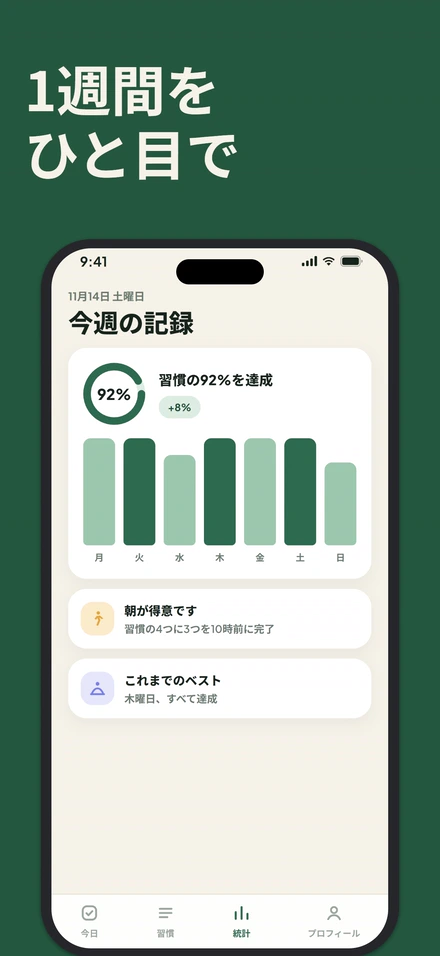 1週間を
ひと目で
9:41
11月14日 土曜日
今週の記録
92%
習慣の92%を達成
+8%
月 火 水 木 金 土 日
朝が得意です
習慣の4つに3つを10時前に完了
これまでのベスト
木曜日、すべて達成
今日 習慣 統計 プロフィール